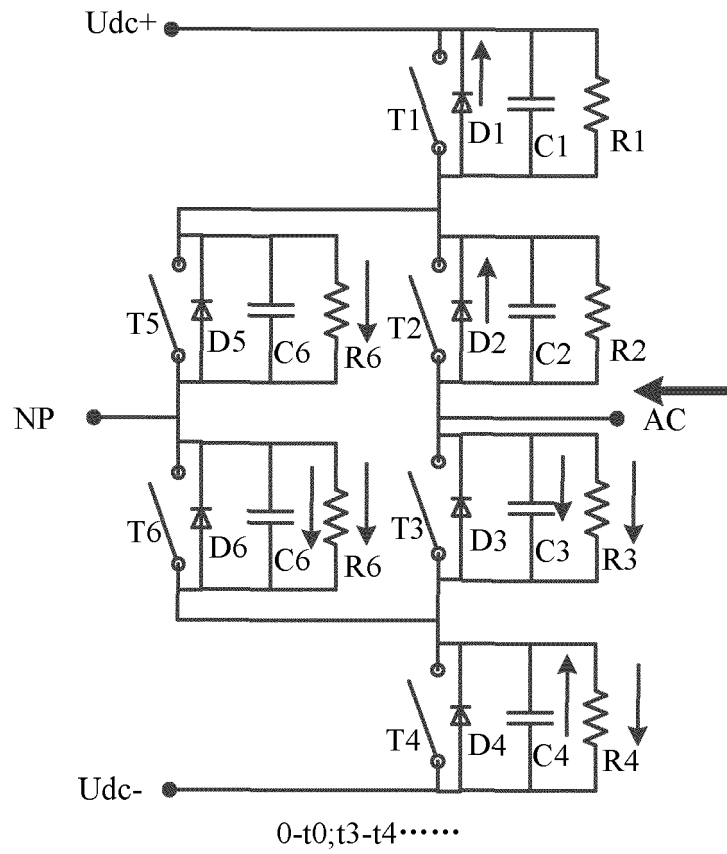 Udc+
T1
D1
C1
R1
T5
D5
C6
R6
T2
D2
C2
R2
NP
AC
T6
D6
C6
R6
T3
D3
C3
R3
T4
D4
C4
R4
Udc-
0-t0;t3-t4⋯⋯